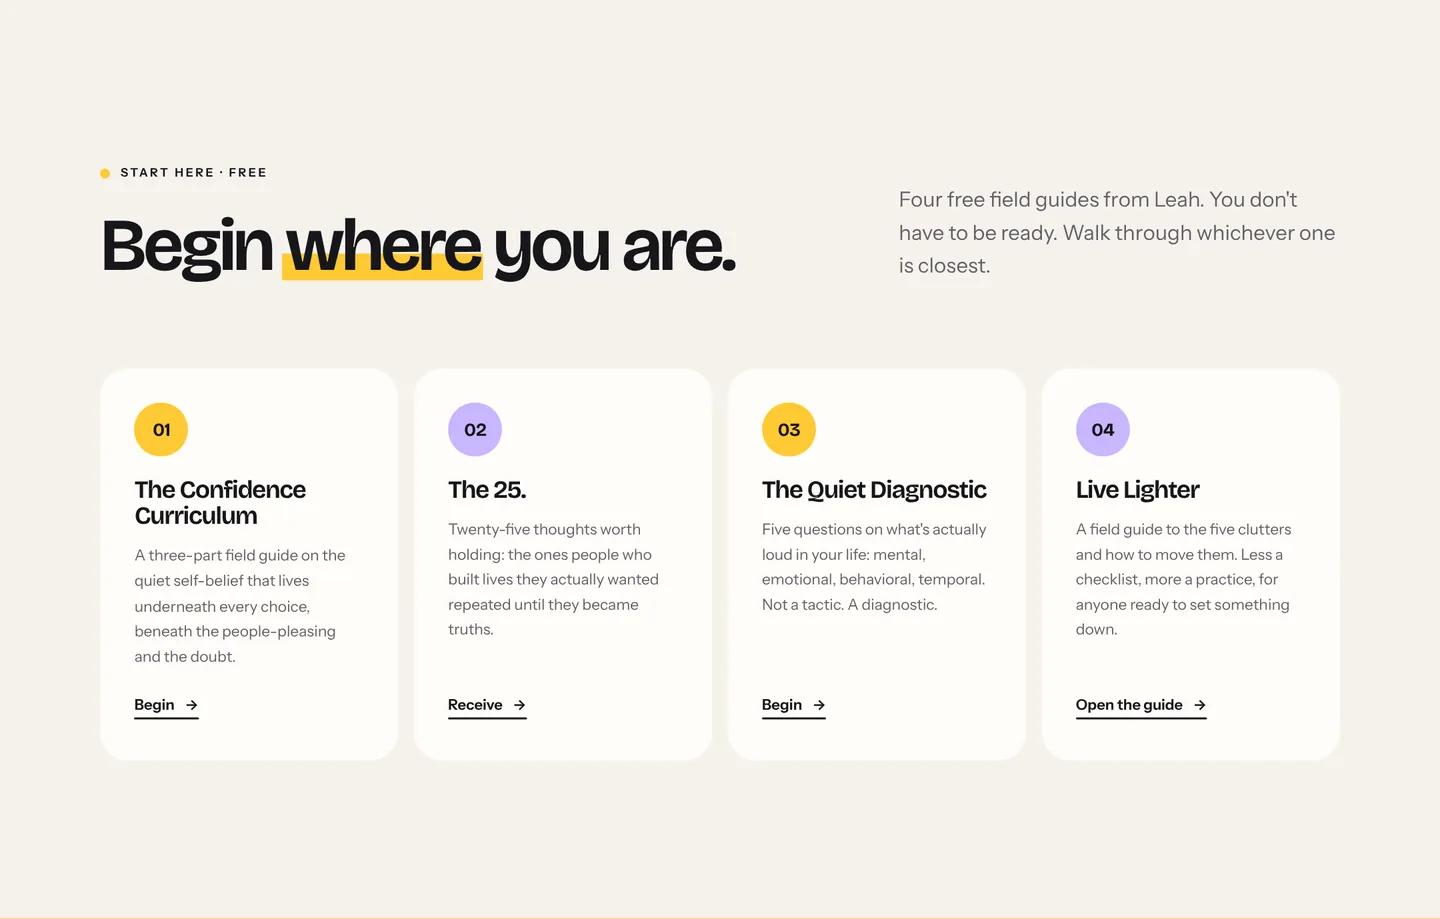 START HERE · FREE
Begin where you are.
Four free field guides from Leah. You don't
have to be ready. Walk through whichever one
is closest.
01
The Confidence
Curriculum
A three-part field guide on the
quiet self-belief that lives
underneath every choice,
beneath the people-pleasing
and the doubt.
Begin →
02
The 25.
Twenty-five thoughts worth
holding: the ones people who
built lives they actually wanted
repeated until they became
truths.
Receive →
03
The Quiet Diagnostic
Five questions on what's actually
loud in your life: mental,
emotional, behavioral, temporal.
Not a tactic. A diagnostic.
Begin →
04
Live Lighter
A field guide to the five clutters
and how to move them. Less a
checklist, more a practice, for
anyone ready to set something
down.
Open the guide →